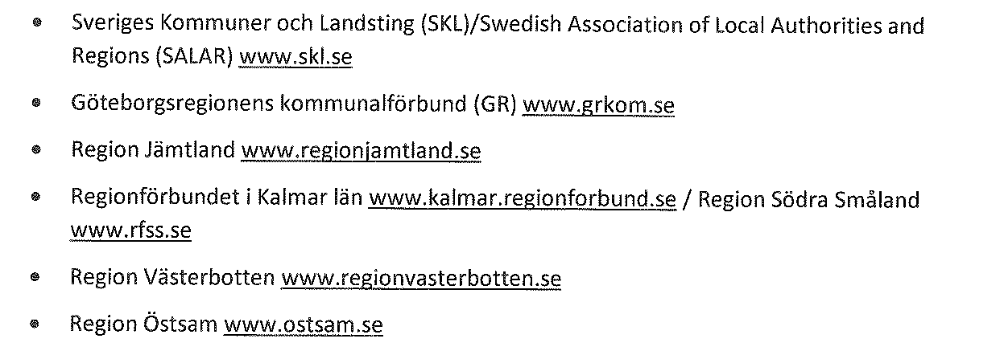 • Sveriges Kommuner och Landsting (SKL)/Swedish Association of Local Authorities and
Regions (SALAR) www.skl.se
• Göteborgsregionens kommunalförbund (GR) www.grkom.se
• Region Jämtland www.regionjamtland.se
• Regionförbundet i Kalmar län www.kalmar.regionforbund.se / Region Södra Småland
www.rfss.se
• Region Västerbotten www.regionvasterbotten.se
• Region Östsam www.ostsam.se